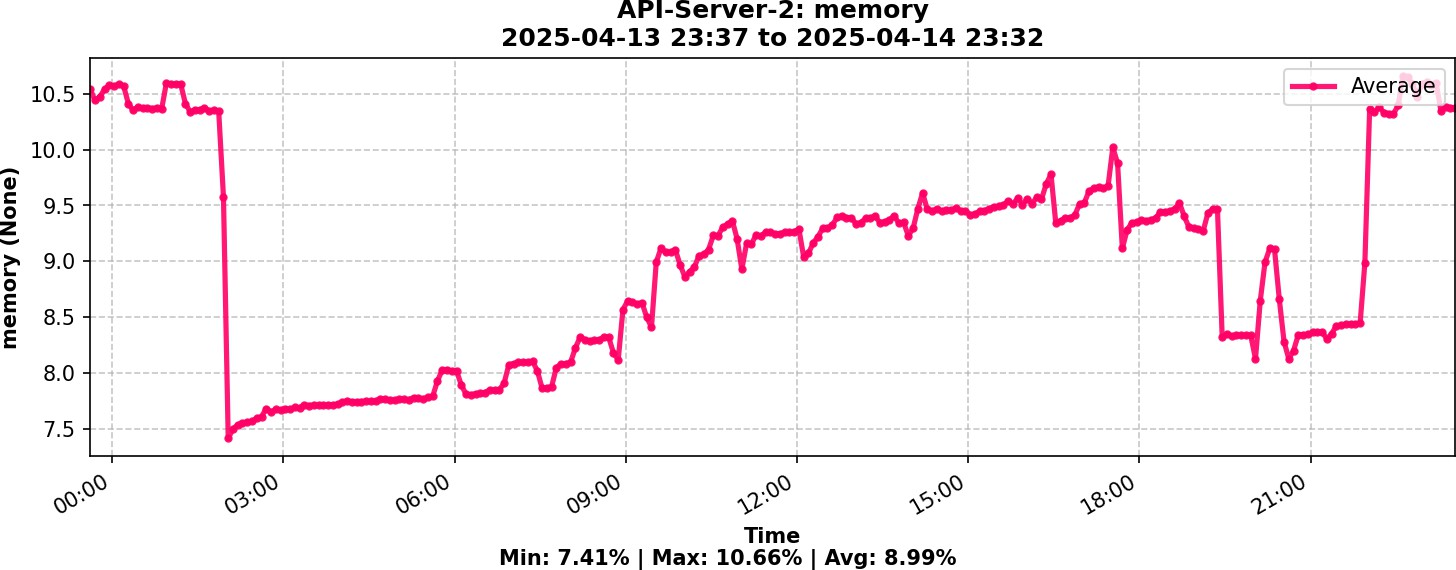 API-Server-2: memory
2025-04-13 23:37 to 2025-04-14 23:32
Average
memory (None)
10.5
10.0
9.5
9.0
8.5
8.0
7.5
00:00
03:00
06:00
09:00
12:00
15:00
18:00
21:00
Time
Min: 7.41% | Max: 10.66% | Avg: 8.99%